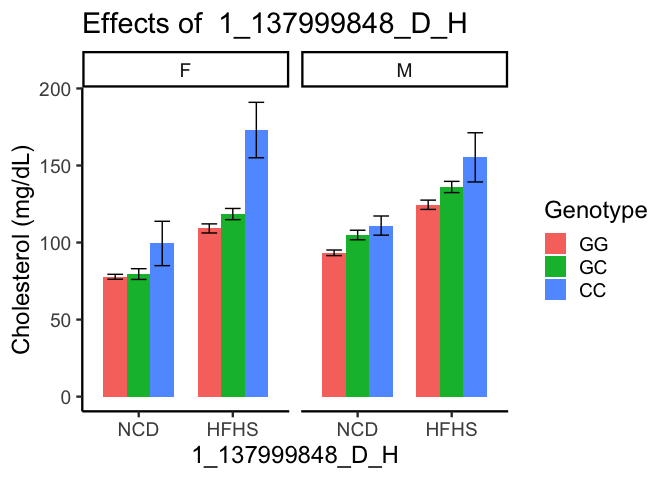 Effects of  1_137999848_D_H
F
M
200
150
100
50
0
Cholesterol (mg/dL)
NCD
HFHS
NCD
HFHS
1_137999848_D_H
Genotype
GG
GC
CC